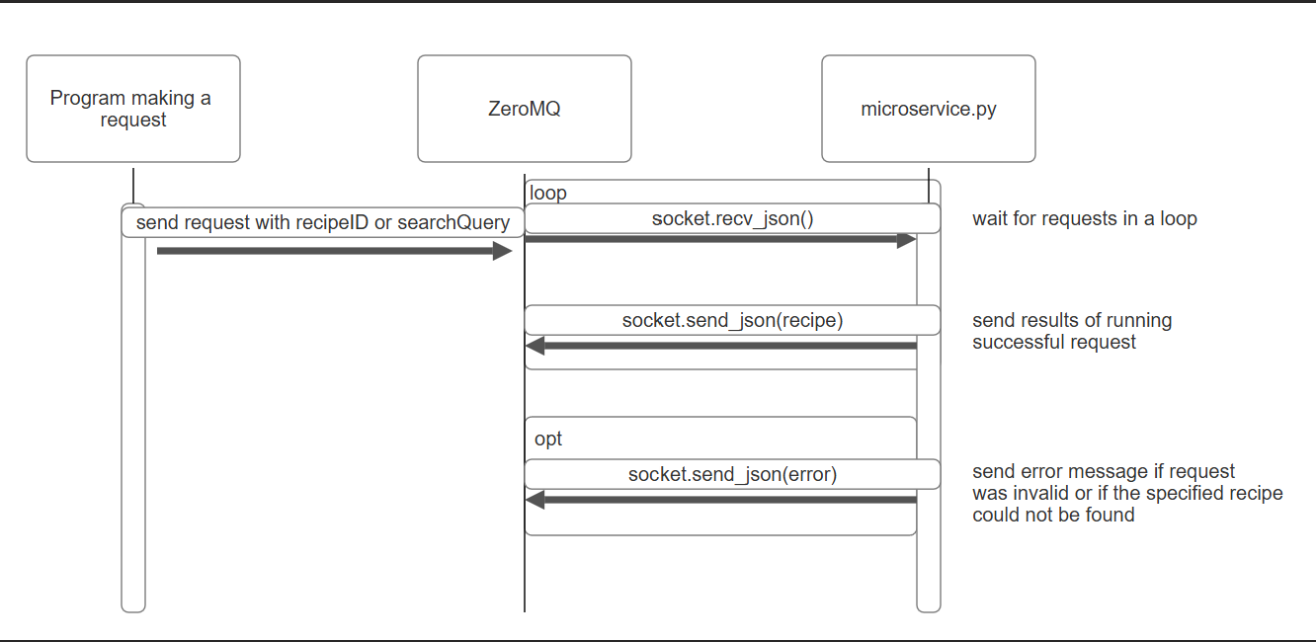 Program making a
request
ZeroMQ
microservice.py
loop
send request with recipeID or searchQuery
socket.recv_json()
wait for requests in a loop
socket.send_json(recipe)
send results of running
successful request
opt
socket.send_json(error)
send error message if request
was invalid or if the specified recipe
could not be found